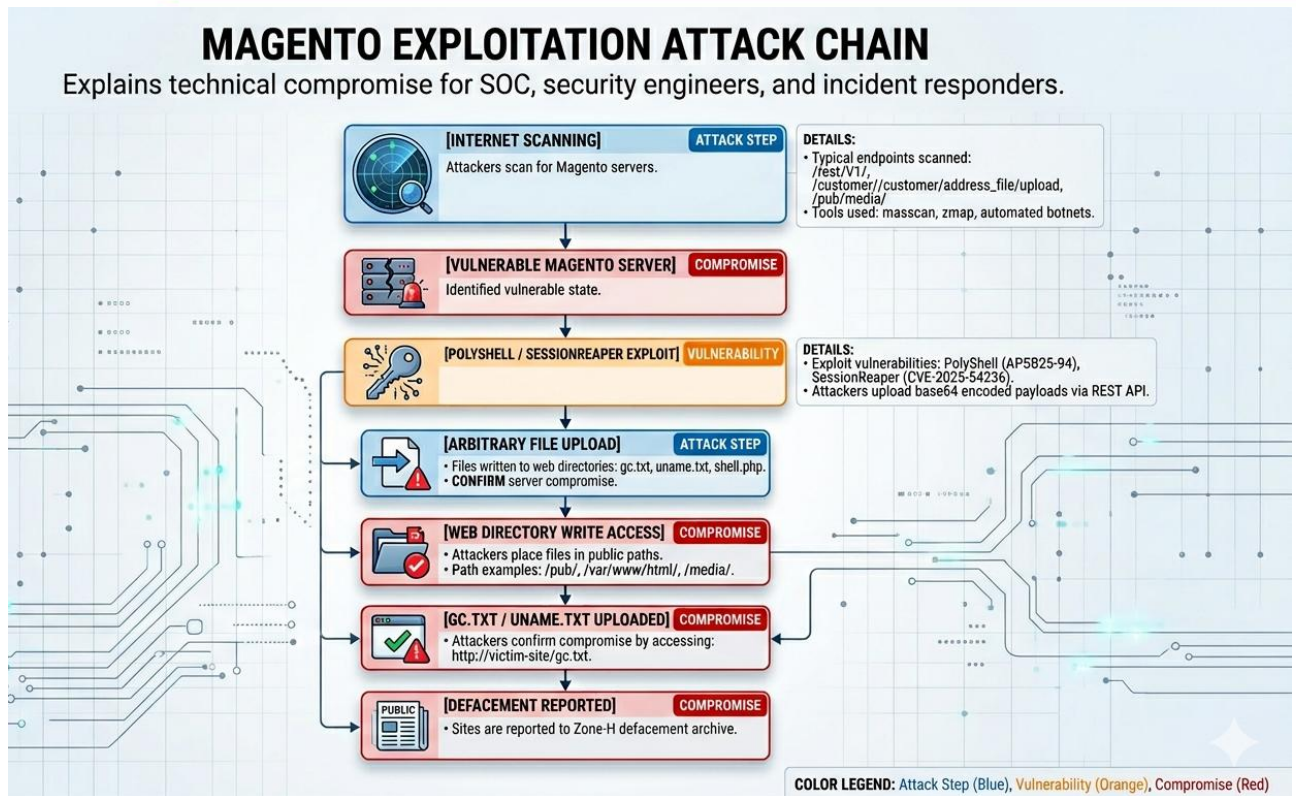 MAGENTO EXPLOITATION ATTACK CHAIN
Explains technical compromise for SOC, security engineers, and incident responders.
[INTERNET SCANNING]
ATTACK STEP
Attackers scan for Magento servers.
DETAILS:
• Typical endpoints scanned:
/rest/V1/,
/customer//customer/address_file/upload,
/pub/media/
• Tools used: masscan, zmap, automated botnets.
[VULNERABLE MAGENTO SERVER]
COMPROMISE
Identified vulnerable state.
[POLYSHELL / SESSIONREAPER EXPLOIT]
VULNERABILITY
DETAILS:
• Exploit vulnerabilities: PolyShell (AP5B25-94),
SessionReaper (CVE-2025-54236).
• Attackers upload base64 encoded payloads via REST API.
[ARBITRARY FILE UPLOAD]
ATTACK STEP
• Files written to web directories: gc.txt, uname.txt, shell.php.
• CONFIRM server compromise.
[WEB DIRECTORY WRITE ACCESS]
COMPROMISE
• Attackers place files in public paths.
• Path examples: /pub/, /var/www/html/, /media/.
[GC.TXT / UNAME.TXT UPLOADED]
COMPROMISE
• Attackers confirm compromise by accessing:
http://victim-site/gc.txt.
PUBLIC
[DEFACEMENT REPORTED]
COMPROMISE
• Sites are reported to Zone-H defacement archive.
COLOR LEGEND: Attack Step (Blue), Vulnerability (Orange), Compromise (Red)